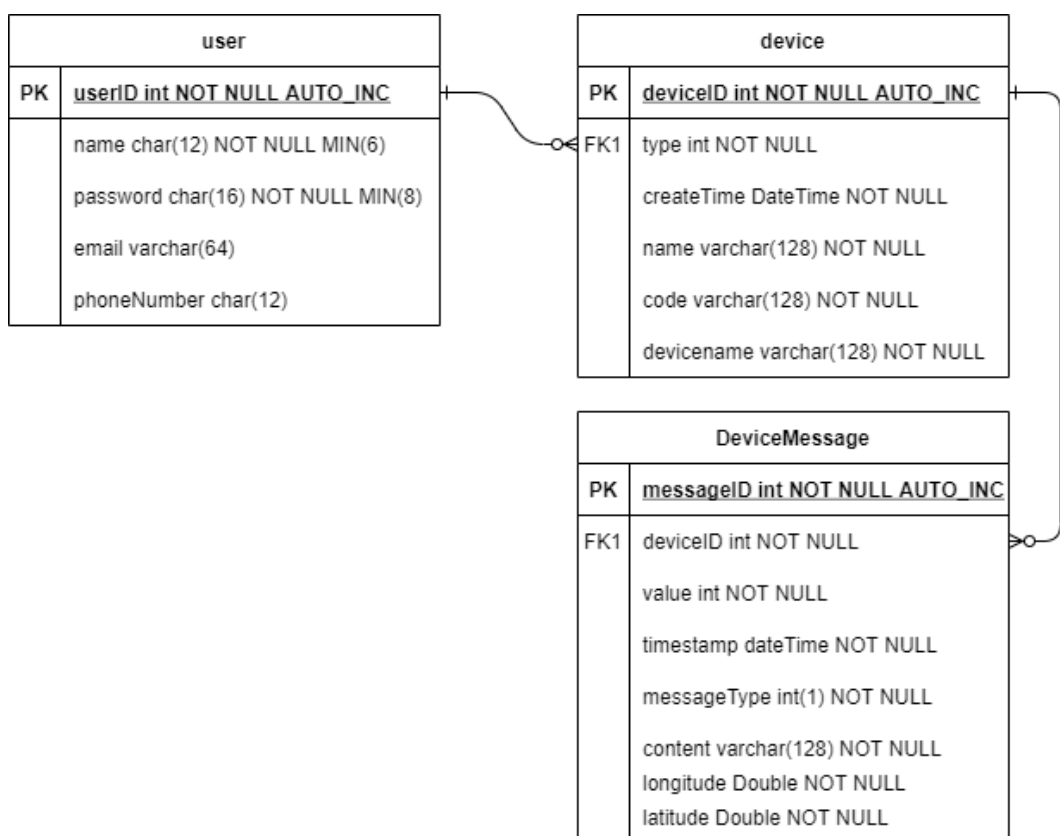 user
PK userID int NOT NULL AUTO_INC
name char(12) NOT NULL MIN(6)
password char(16) NOT NULL MIN(8)
email varchar(64)
phoneNumber char(12)
device
PK deviceID int NOT NULL AUTO_INC
FK1 type int NOT NULL
createTime DateTime NOT NULL
name varchar(128) NOT NULL
code varchar(128) NOT NULL
devicename varchar(128) NOT NULL
DeviceMessage
PK messageID int NOT NULL AUTO_INC
FK1 deviceID int NOT NULL
value int NOT NULL
timestamp dateTime NOT NULL
messageType int(1) NOT NULL
content varchar(128) NOT NULL
longitude Double NOT NULL
latitude Double NOT NULL